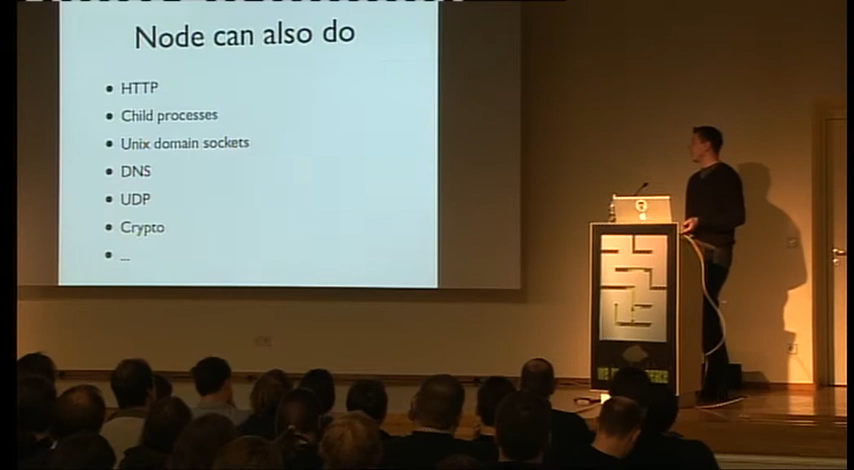 Node can also do
• HTTP
• Child processes
• Unix domain sockets
• DNS
• UDP
• Crypto
• ...